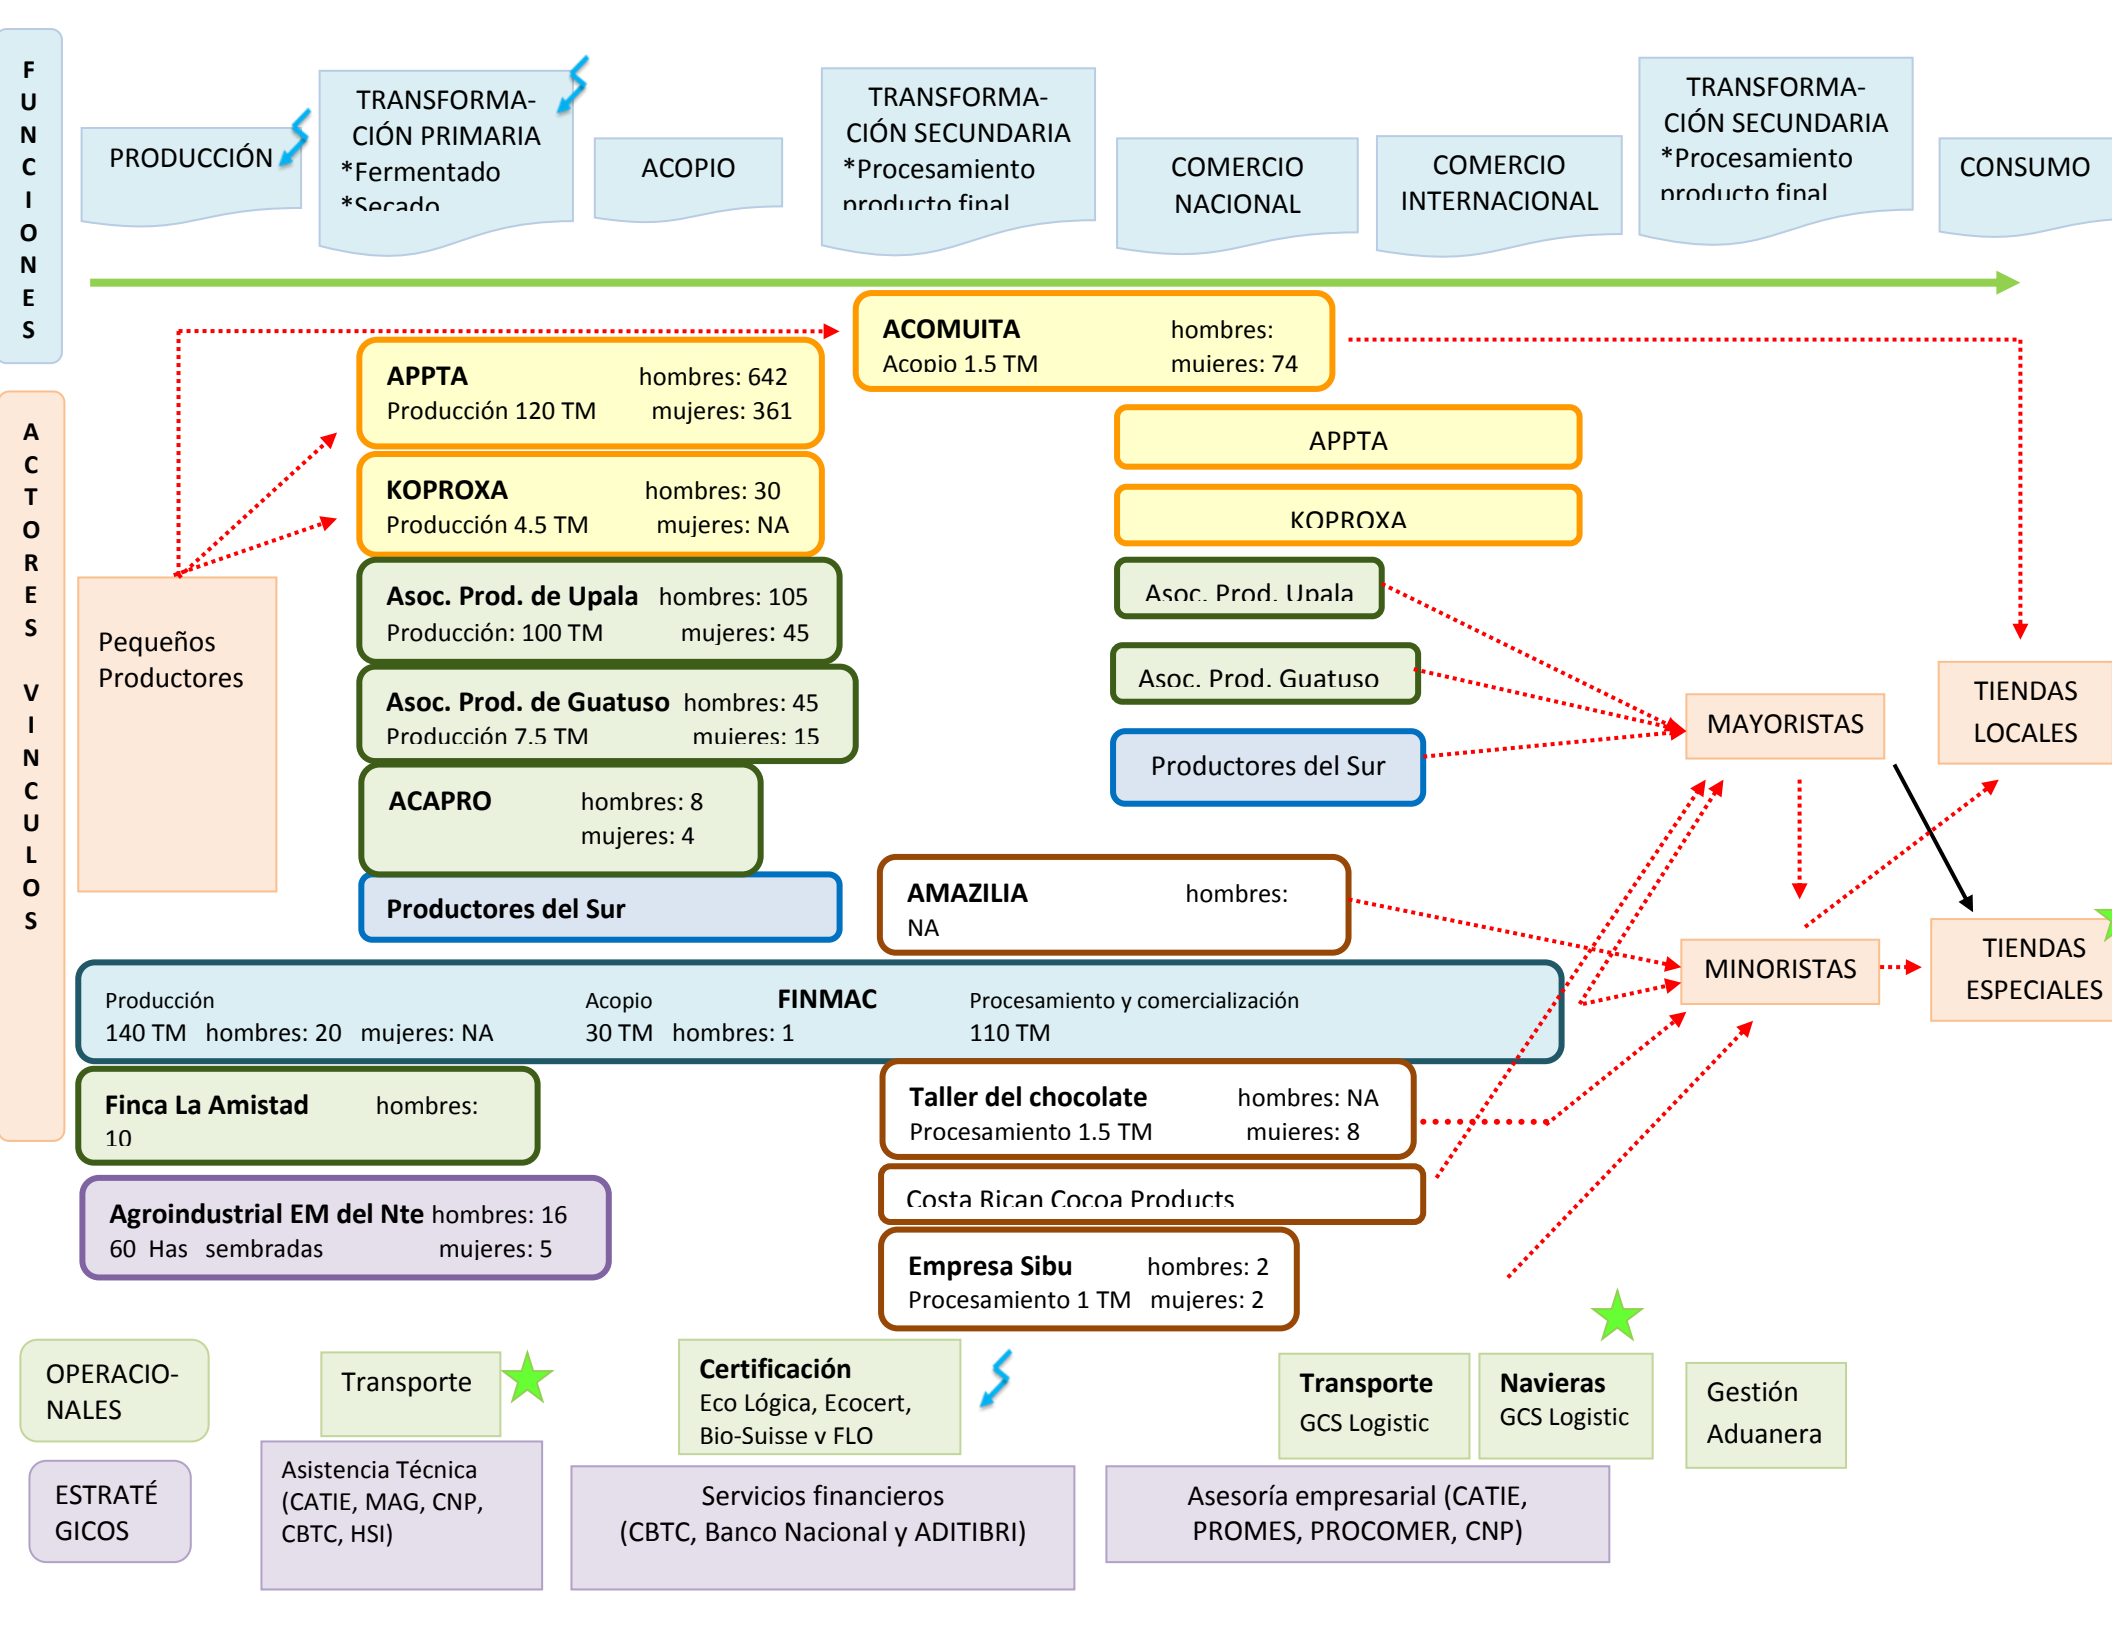 FUNCIONES
PRODUCCIÓN
TRANSFORMA-
CIÓN PRIMARIA
*Fermentado
*Secado
ACOPIO
TRANSFORMA-
CIÓN SECUNDARIA
*Procesamiento
producto final
COMERCIO
NACIONAL
COMERCIO
INTERNACIONAL
TRANSFORMA-
CIÓN SECUNDARIA
*Procesamiento
producto final
CONSUMO
ACTORES VINCULOS
Pequeños
Productores
ACOMUITA hombres:
Acopio 1.5 TM mujeres: 74
APPTA hombres: 642
Producción 120 TM mujeres: 361
KOPROXA hombres: 30
Producción 4.5 TM mujeres: NA
Asoc. Prod. de Upala hombres: 105
Producción: 100 TM mujeres: 45
Asoc. Prod. de Guatuso hombres: 45
Producción 7.5 TM mujeres: 15
ACAPRO hombres: 8
mujeres: 4
Productores del Sur
APPTA
KOPROXA
Asoc. Prod. Upala
Asoc. Prod. Guatuso
Productores del Sur
MAYORISTAS
TIENDAS
LOCALES
AMAZILIA hombres:
NA
MINORISTAS
TIENDAS
ESPECIALES
Producción Acopio FINMAC Procesamiento y comercialización
140 TM hombres: 20 mujeres: NA 30 TM hombres: 1 110 TM
Finca La Amistad hombres:
10
Agroindustrial EM del Nte hombres: 16
60 Has sembradas mujeres: 5
Taller del chocolate hombres: NA
Procesamiento 1.5 TM mujeres: 8
Costa Rican Cocoa Products
Empresa Sibu hombres: 2
Procesamiento 1 TM mujeres: 2
OPERACIO-
NALES
Transporte
Certificación
Eco Lógica, Ecocert,
Bio-Suisse y FLO
Transporte
GCS Logistic
Navieras
GCS Logistic
Gestión
Aduanera
ESTRATÉ
GICOS
Asistencia Técnica
(CATIE, MAG, CNP,
CBTC, HSI)
Servicios financieros
(CBTC, Banco Nacional y ADITIBRI)
Asesoría empresarial (CATIE,
PROMES, PROCOMER, CNP)